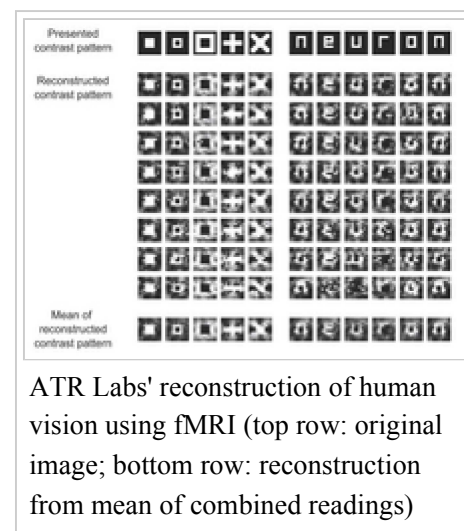 Presented
contrast pattern
n e u r o n
Reconstructed
contrast pattern
Mean of
reconstructed
contrast pattern
ATR Labs' reconstruction of human
vision using fMRI (top row: original
image; bottom row: reconstruction
from mean of combined readings)